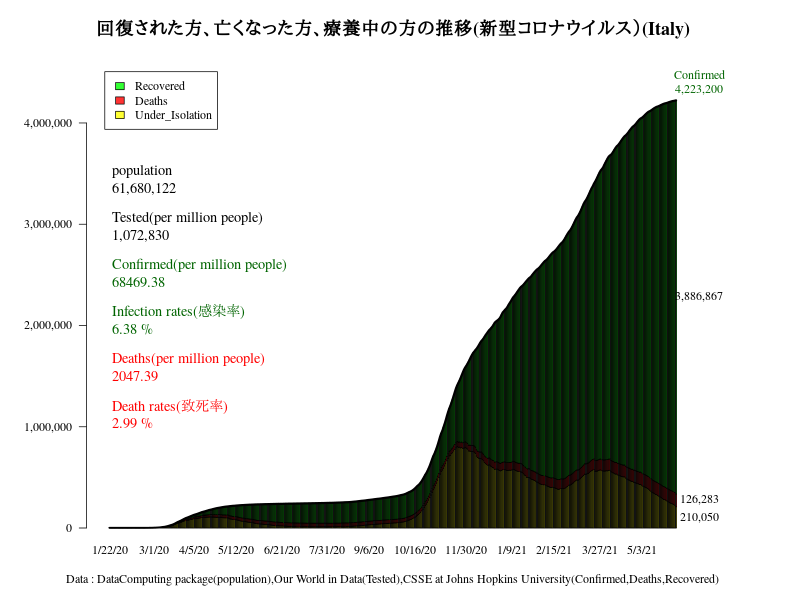 回復された方、亡くなった方、療養中の方の推移(新型コロナウイルス）(Italy)
Confirmed
4,223,200
Recovered
Deaths
Under_Isolation
population
61,680,122
Tested(per million people)
1,072,830
Confirmed(per million people)
68469.38
Infection rates(感染率)
6.38 %
Deaths(per million people)
2047.39
Death rates(致死率)
2.99 %
4,000,000
3,000,000
2,000,000
1,000,000
0
3,886,867
126,283
210,050
1/22/20 3/1/20 4/5/20 5/12/20 6/21/20 7/31/20 9/6/20 10/16/20 11/30/20 1/9/21 2/15/21 3/27/21 5/3/21
Data : DataComputing package(population),Our World in Data(Tested),CSSE at Johns Hopkins University(Confirmed,Deaths,Recovered)